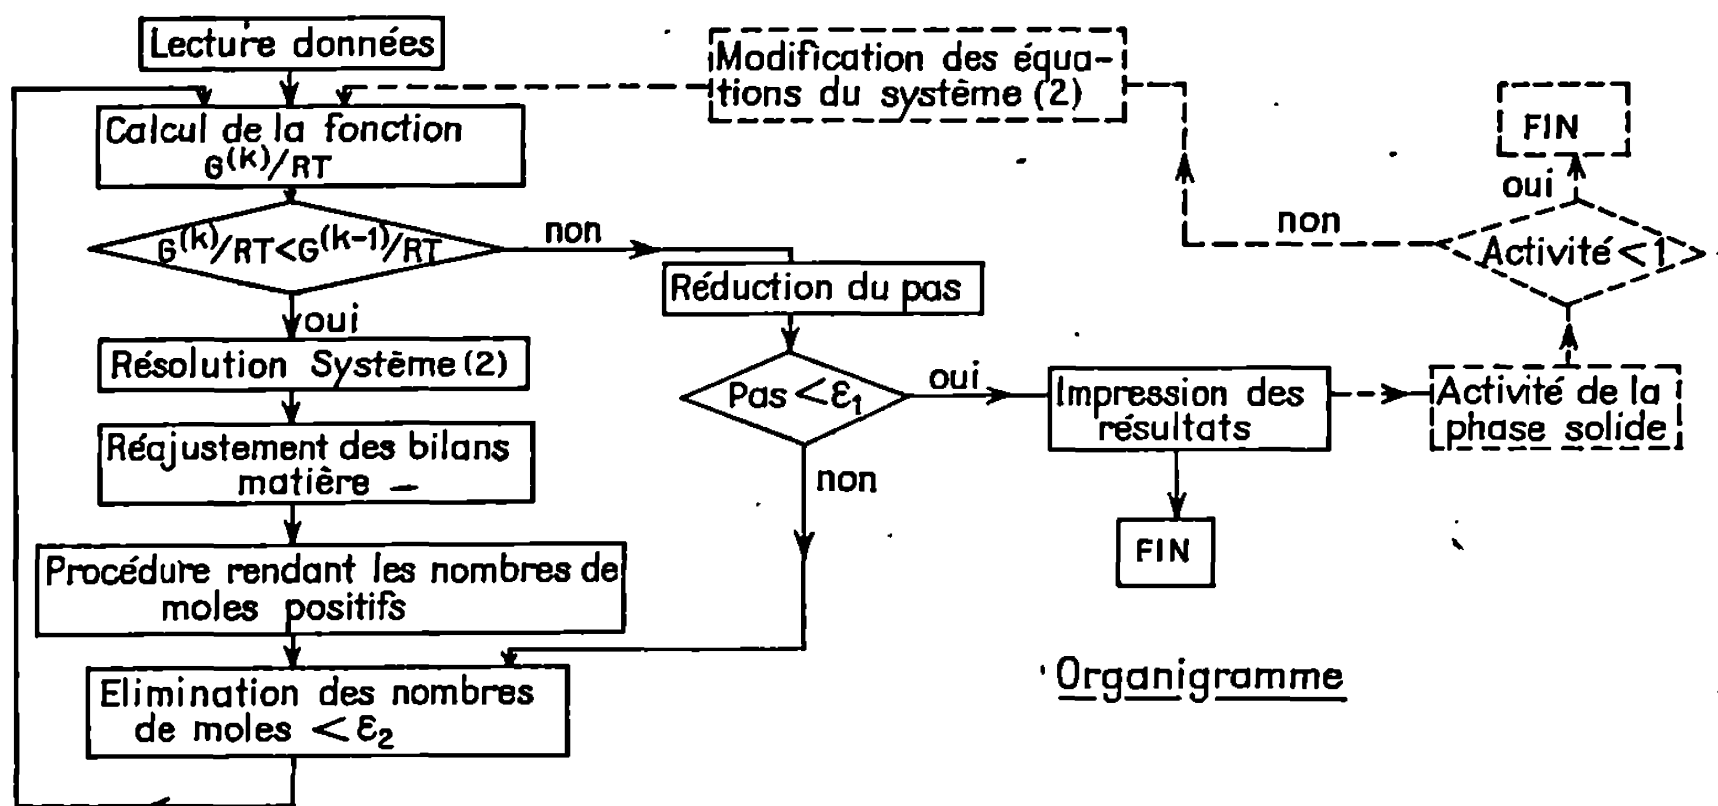 Lecture données
Modification des équa-
tions du système (2)
Calcul de la fonction
G^(k)/RT
FIN
oui
non
G^(k)/RT<G^(k-1)/RT
non
Activité <1
Réduction du pas
oui
Résolution Système (2)
Pas <ε₁
oui
Impression des
résultats
Activité de la
phase solide
Réajustement des bilans
matière
non
FIN
Procédure rendant les nombres de
moles positifs
Elimination des nombres
de moles <ε₂
Organigramme